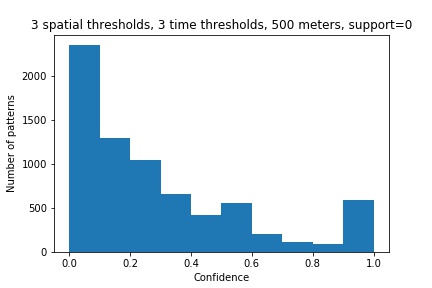 3 spatial thresholds, 3 time thresholds, 500 meters, support=0
Number of patterns
2000
1500
1000
500
0
0.0 0.2 0.4 0.6 0.8 1.0
Confidence